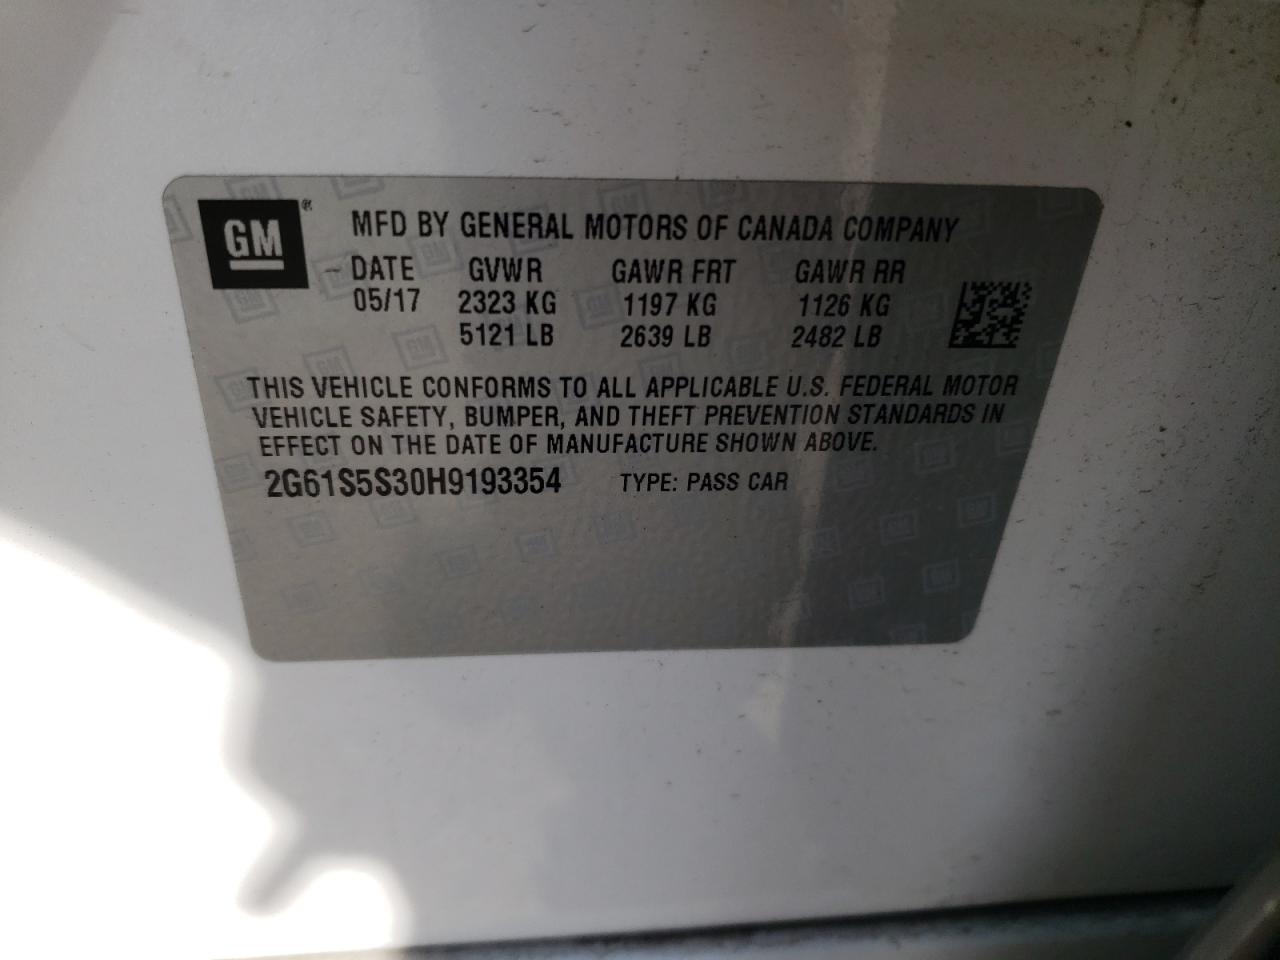 GM®
MFD BY GENERAL MOTORS OF CANADA COMPANY
DATE GVWR GAWR FRT GAWR RR
05/17 2323 KG 1197 KG 1126 KG
5121 LB 2639 LB 2482 LB
THIS VEHICLE CONFORMS TO ALL APPLICABLE U.S. FEDERAL MOTOR
VEHICLE SAFETY, BUMPER, AND THEFT PREVENTION STANDARDS IN
EFFECT ON THE DATE OF MANUFACTURE SHOWN ABOVE.
2G61S5S30H9193354 TYPE: PASS CAR